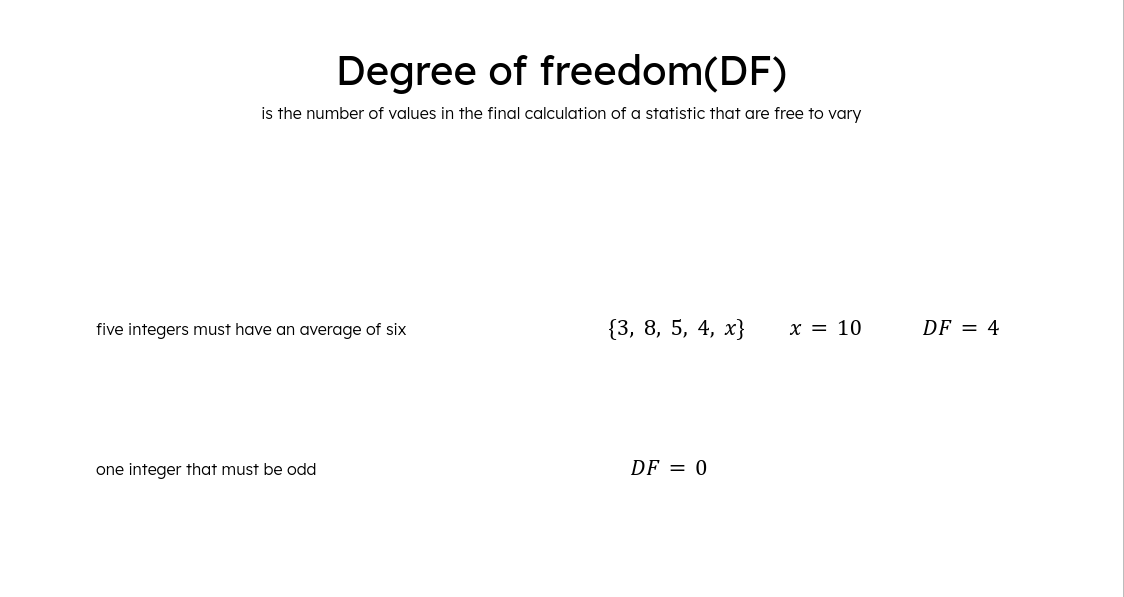 Degree of freedom(DF)
is the number of values in the final calculation of a statistic that are free to vary
five integers must have an average of six {3, 8, 5, 4, x} x = 10 DF = 4
one integer that must be odd DF = 0